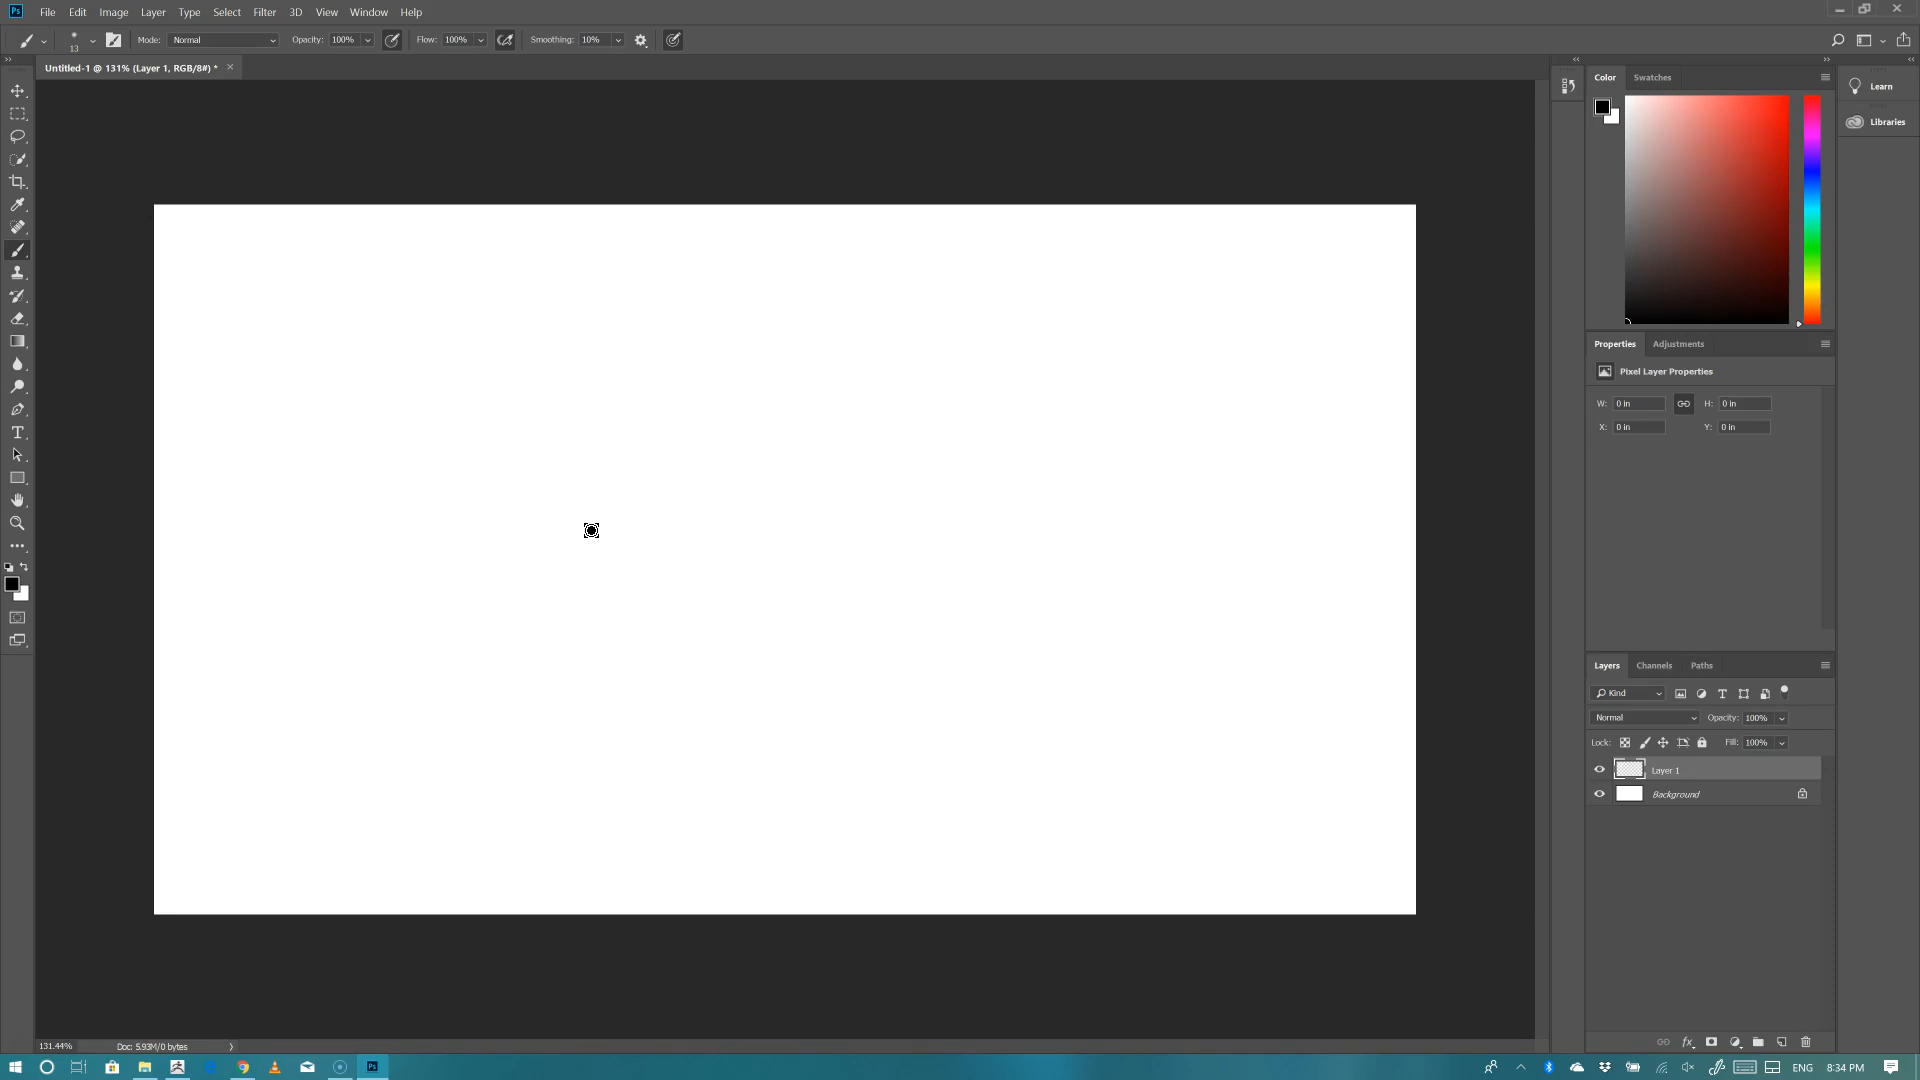 Ps File Edit Image Layer Type Select Filter 3D View Window Help
13 Mode: Normal Opacity: 100% Flow: 100% Smoothing: 10%
Untitled-1 @ 131% (Layer 1, RGB/8#) *
Color Swatches
Learn
Libraries
Properties Adjustments
Pixel Layer Properties
W: 0 in H: 0 in
X: 0 in Y: 0 in
Layers Channels Paths
Kind
Normal Opacity: 100%
Lock: Fill: 100%
Layer 1
Background
131.44% Doc: 5.93M/0 bytes
Ps ENG 8:34 PM